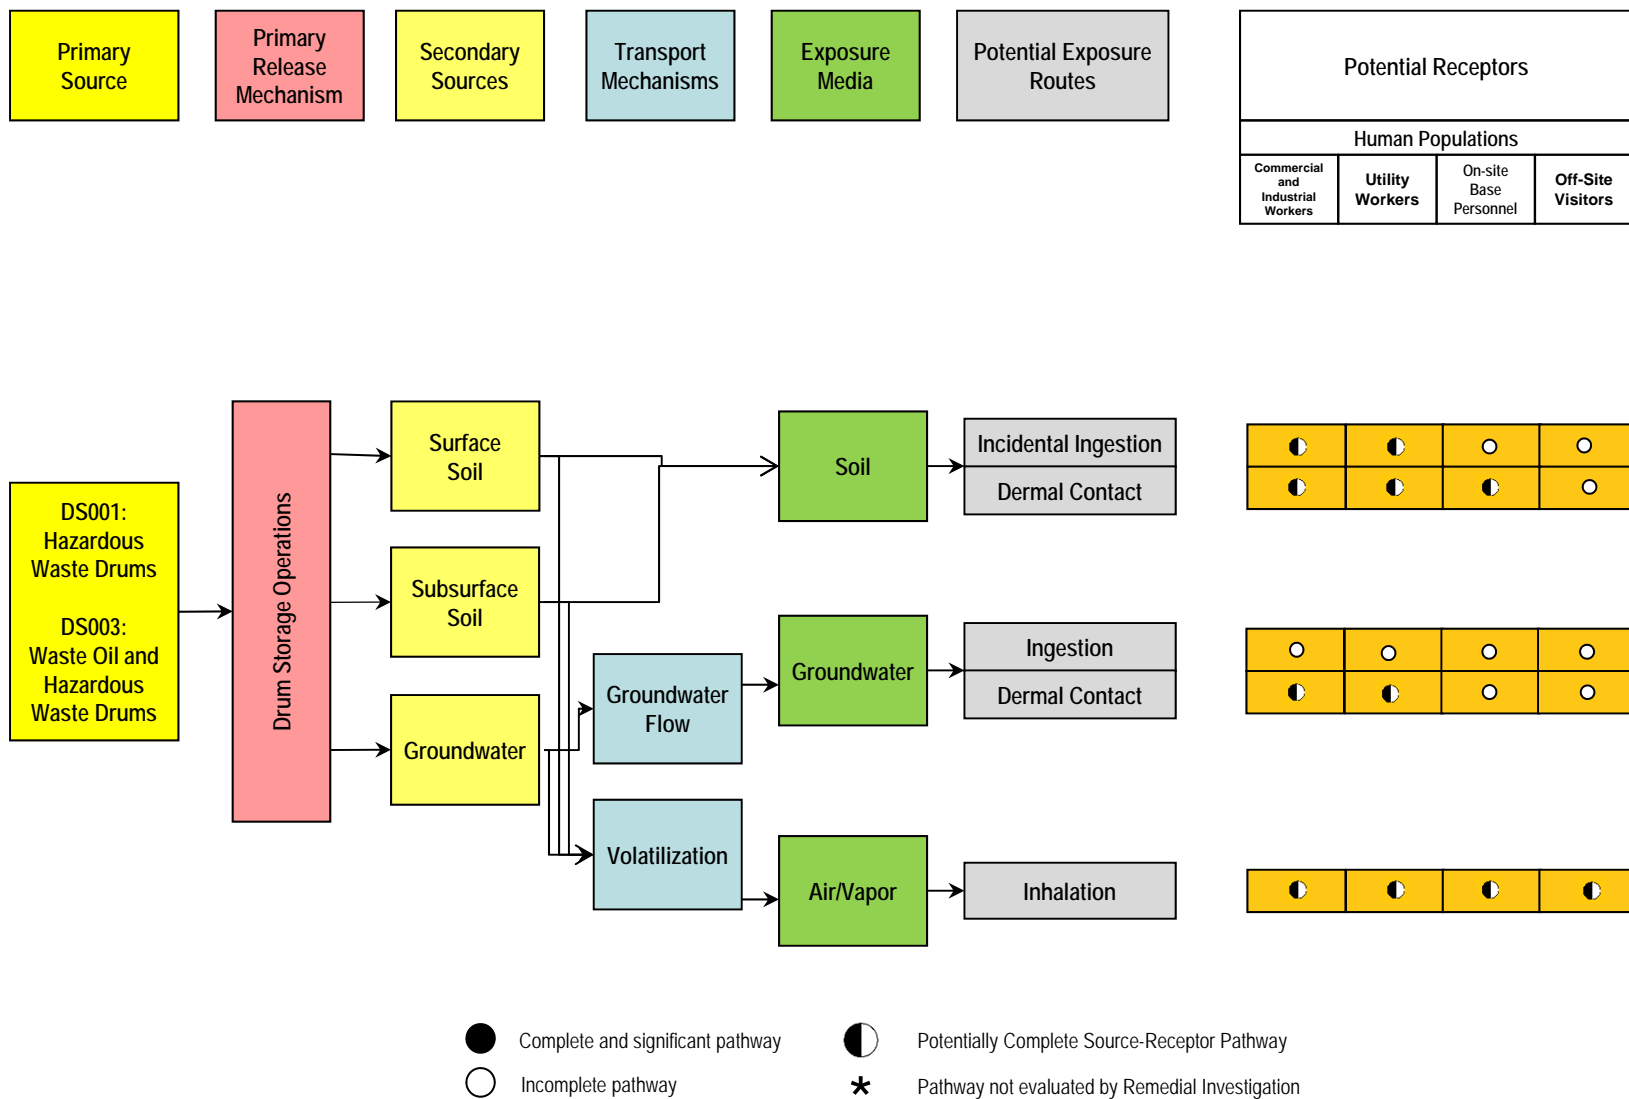 Primary
Source
Primary
Release
Mechanism
Secondary
Sources
Transport
Mechanisms
Exposure
Media
Potential Exposure
Routes
Potential Receptors
Human Populations
Commercial
and
Industrial
Workers
Utility
Workers
On-site
Base
Personnel
Off-Site
Visitors
DS001:
Hazardous
Waste Drums
DS003:
Waste Oil and
Hazardous
Waste Drums
Drum Storage Operations
Surface
Soil
Subsurface
Soil
Groundwater
Groundwater
Flow
Volatilization
Soil
Groundwater
Air/Vapor
Incidental Ingestion
Dermal Contact
Ingestion
Dermal Contact
Inhalation
Complete and significant pathway
Potentially Complete Source-Receptor Pathway
Incomplete pathway
* Pathway not evaluated by Remedial Investigation